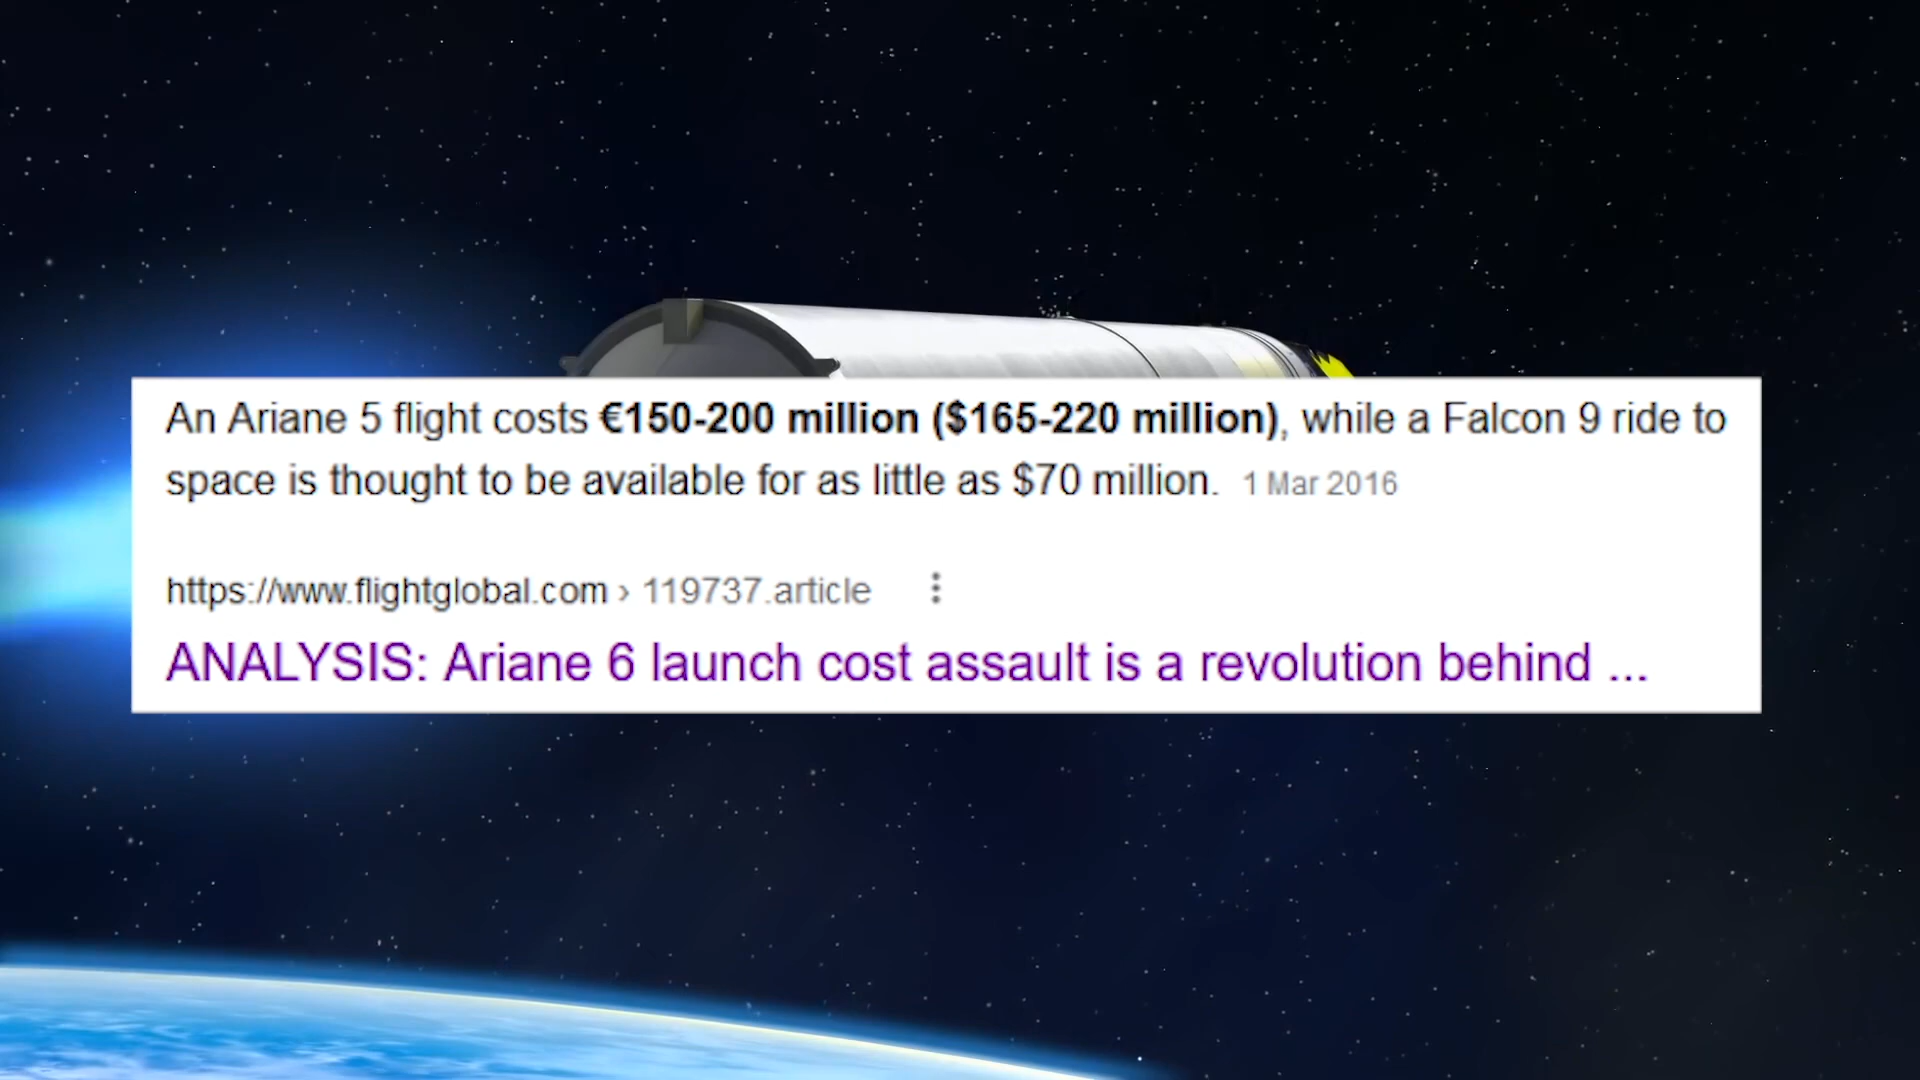 An Ariane 5 flight costs €150-200 million ($165-220 million), while a Falcon 9 ride to
space is thought to be available for as little as $70 million. 1 Mar 2016
https://www.flightglobal.com › 119737.article
ANALYSIS: Ariane 6 launch cost assault is a revolution behind ...